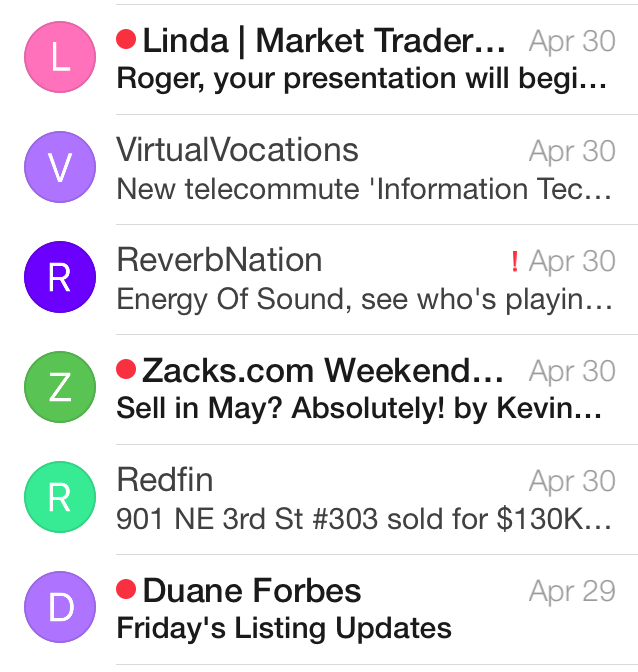 L
Linda | Market Trader...
Apr 30
Roger, your presentation will begi...
V
VirtualVocations
Apr 30
New telecommute 'Information Tec...
R
ReverbNation
! Apr 30
Energy Of Sound, see who's playin...
Z
Zacks.com Weekend...
Apr 30
Sell in May? Absolutely! by Kevin...
R
Redfin
Apr 30
901 NE 3rd St #303 sold for $130K...
D
Duane Forbes
Apr 29
Friday's Listing Updates